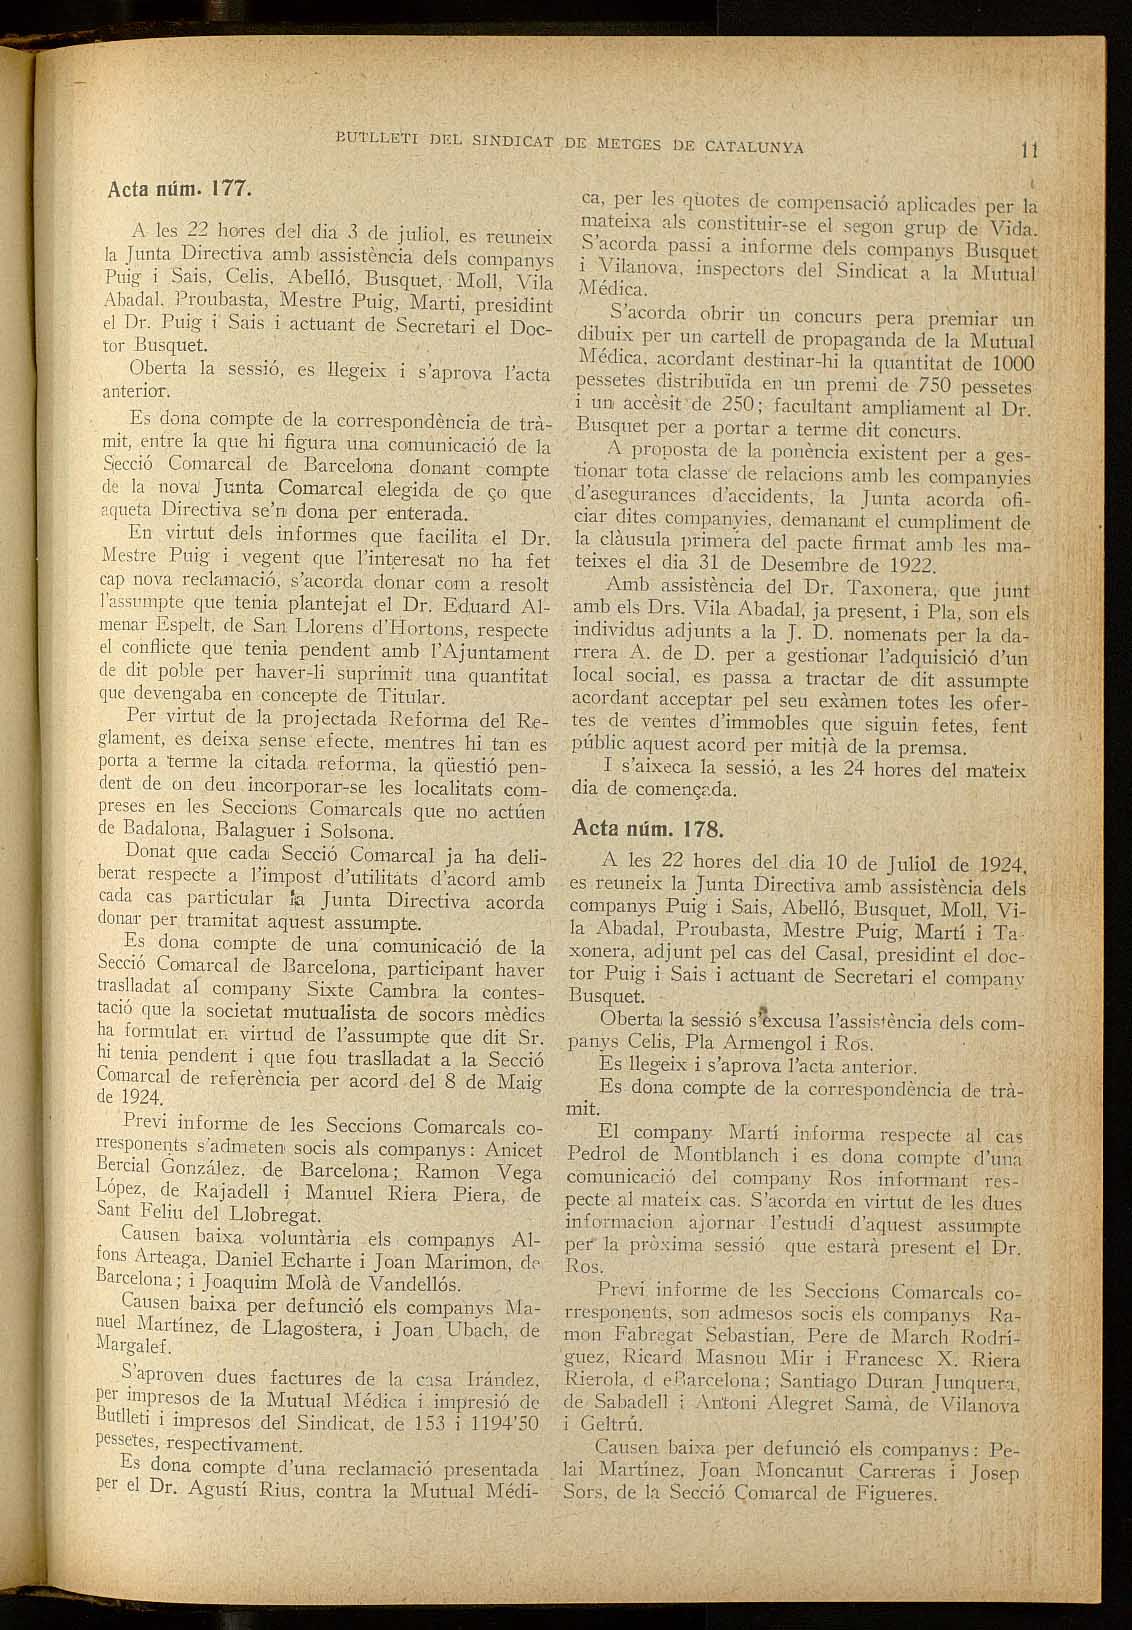 BUTLLETI DEL SINDICAT DE METGES DE CATALUNYA
11
Acta núm. 177.
A les 22 hores del dia 3 de juliol, es reuneix
la Junta Directiva amb assistència dels companys
Puig i Sais, Celis, Abelló, Busquet, Moll, Vila
Abadal, Proubasta, Mestre Puig, Marti, presidint
el Dr. Puig i Sais i actuant de Secretari el Doc-
tor Busquet.
Oberta la sessió, es llegeix i s'aprova l'acta
anterior.
Es dona compte de la correspondència de trà-
mit, entre la que hi figura una comunicació de la
Secció Comarcal de Barcelona donant compte
de la nova Junta Comarcal elegida de ço que
aqueta Directiva se'n dona per enterada.
En virtut dels informes que facilita el Dr.
Mestre Puig i vegent que l'interesat no ha fet
cap nova reclamació, s'acorda donar com a resolt
l'assumpte que tenia plantejat el Dr. Eduard Al-
menar Espelt, de San Llorens d'Hortons, respecte
el conflicte que tenia pendent amb l'Ajuntament
de dit poble per haver-li suprimit una quantitat
que devengaba en concepte de Titular.
Per virtut de la projectada Reforma del Re-
glament, es deixa sense efecte, mentres hi tan es
porta a terme la citada reforma, la qüestió pen-
dent de on deu incorporar-se les localitats com-
preses en les Seccions Comarcals que no actúen
de Badalona, Balaguer i Solsona.
Donat que cada Secció Comarcal ja ha deli-
berat respecte a l'impost d'utilitats d'acord amb
cada cas particular la Junta Directiva acorda
donar per tramitat aquest assumpte.
Es dona compte de una comunicació de la
Secció Comarcal de Barcelona, participant haver
traslladat al company Sixte Cambra la contes-
tació que la societat mutualista de socors mèdics
ha formulat en virtud de l'assumpte que dit Sr.
hi tenia pendent i que fou traslladat a la Secció
Comarcal de referència per acord del 8 de Maig
de 1924.
Previ informe de les Seccions Comarcals co-
rresponents s'admeten socis als companys: Anicet
Bercial González, de Barcelona; Ramon Vega
López, de Rajadell i Manuel Riera Piera, de
Sant Feliu del Llobregat.
Causen baixa voluntària els companys Al-
fons Arteaga, Daniel Echarte i Joan Marimon, de
Barcelona; i Joaquim Molà de Vandellós.
Causen baixa per defunció els companys Ma-
nuel Martínez, de Llagostera, i Joan Ubach, de
Margalef.
S'aproven dues factures de la casa Irández,
per impresos de la Mutual Médica i impresió de
Butlleti i impresos del Sindicat, de 153 i 1194'50
pessetes, respectivament.
Es dona compte d'una reclamació presentada
per el Dr. Agustí Rius, contra la Mutual Médi-
ca, per les qüotes de compensació aplicades per la
mateixa als constituir-se el segon grup de Vida.
S'acorda passi a informe dels companys Busquet
i Vilanova, inspectors del Sindicat a la Mutual
Médica.
S'acorda obrir un concurs pera premiar un
dibuix per un cartell de propaganda de la Mutual
Médica, acordant destinar-hi la quantitat de 1000
pessetes distribuïda en un premi de 750 pessetes
i un accèsit de 250; facultant ampliament al Dr.
Busquet per a portar a terme dit concurs.
A proposta de la ponència existent per a ges-
tionar tota classe de relacions amb les companyies
d'asegurances d'accidents, la Junta acorda ofi-
ciar dites companyies, demanant el cumpliment de
la clàusula primera del pacte firmat amb les ma-
teixes el dia 31 de Desembre de 1922.
Amb assistència del Dr. Taxonera, que junt
amb els Drs. Vila Abadal, ja present, i Pla, son els
individus adjunts a la J. D. nomenats per la da-
rrera A. de D. per a gestionar l'adquisició d'un
local social, es passa a tractar de dit assumpte
acordant acceptar pel seu exàmen totes les ofer-
tes de ventes d'immobles que siguin fetes, fent
públic aquest acord per mitjà de la premsa.
I s'aixeca la sessió, a les 24 hores del mateix
dia de començada.
Acta núm. 178.
A les 22 hores del dia 10 de Juliol de 1924,
es reuneix la Junta Directiva amb assistència dels
companys Puig i Sais, Abelló, Busquet, Moll, Vi-
la Abadal, Proubasta, Mestre Puig, Martí i Ta-
xonera, adjunt pel cas del Casal, presidint el doc-
tor Puig i Sais i actuant de Secretari el company
Busquet.
Oberta la sessió s'excusa l'assistència dels com-
panys Celis, Pla Armengol i Ros.
Es llegeix i s'aprova l'acta anterior.
Es dona compte de la correspondència de trà-
mit.
El company Martí informa respecte al cas
Pedrol de Montblanch i es dona compte d'una
comunicació del company Ros informant res-
pecte al mateix cas. S'acorda en virtut de les dues
informacion ajornar l'estudi d'aquest assumpte
per la pròxima sessió que estarà present el Dr.
Ros.
Previ informe de les Seccions Comarcals co-
rresponents, son admesos socis els companys Ra-
mon Fabregat Sebastian, Pere de March Rodrí-
guez, Ricard Masnou Mir i Francesc X. Riera
Rierola, d eBarcelona; Santiago Duran Junquera,
de Sabadell i Antoni Alegret Samà, de Vilanova
i Geltrú.
Causen baixa per defunció els companys: Pe-
lai Martínez, Joan Moncanut Carreras i Josep
Sors, de la Secció Comarcal de Figueres.